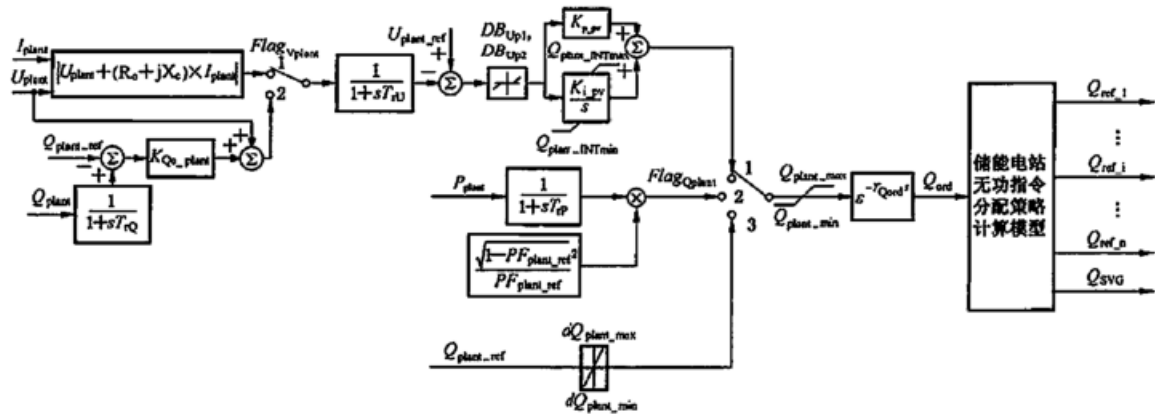 I_plant
U_plant
|U_plant+(R_c+jX_c)×I_plant|
Flag_Vplant
1
2
Q_plant_ref
− +
Σ
K_Qc_plant
+ +
Σ
Q_plant
1
1+sT_rQ
1
1+sT_rU
U_plant_ref
+
−
Σ
DB_Up1,
DB_Up2
K_p_pv
Q_plant_INTmax
K_i_pv
s
Q_plant_INTmin
+
+
Σ
P_plant
1
1+sT_rP
×
√1−PF_plant_ref²
PF_plant_ref
Flag_Qplant
1
2
3
Q_plant_max
Q_plant_min
e^−T_Qord s
Q_ord
储能电站
无功指令
分配策略
计算模型
Q_ref_1
⋮
Q_ref_i
⋮
Q_ref_n
Q_SVG
Q_plant_ref
dQ_plant_max
dQ_plant_min